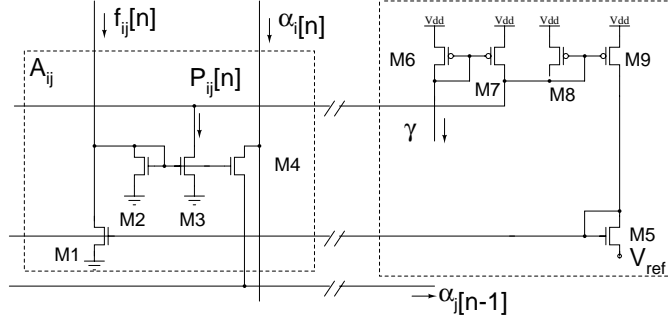 f_ij[n]
α_i[n]
Vdd Vdd Vdd Vdd
M6
M9
A_ij
P_ij[n]
M7
M8
γ
M4
M2 M3
M1
M5
V_ref
α_j[n-1]